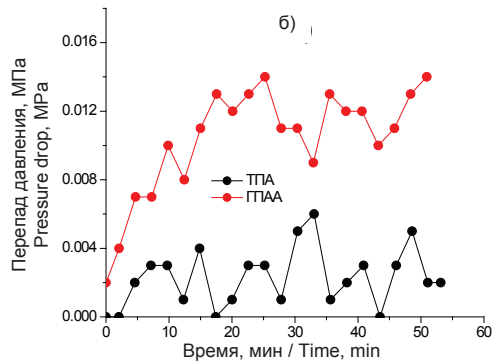 б)
Перепад давления, МПа
Pressure drop, MPa
0.016
0.012
0.008
0.004
0.000
ТПА
ГПАА
0 10 20 30 40 50 60
Время, мин / Time, min